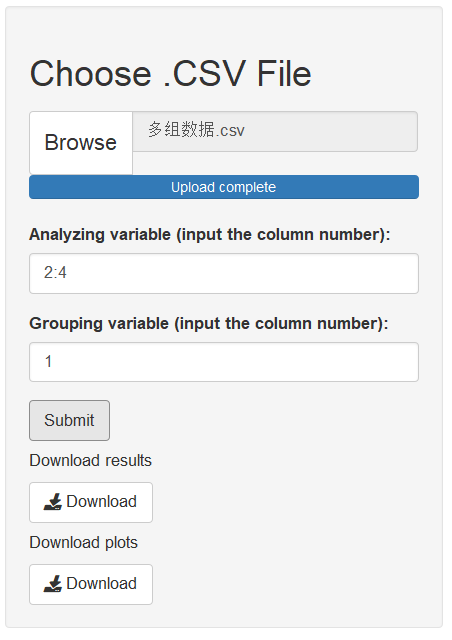 Choose .CSV File
Browse 多组数据.csv
Upload complete
Analyzing variable (input the column number):
2:4
Grouping variable (input the column number):
1
Submit
Download results
Download
Download plots
Download